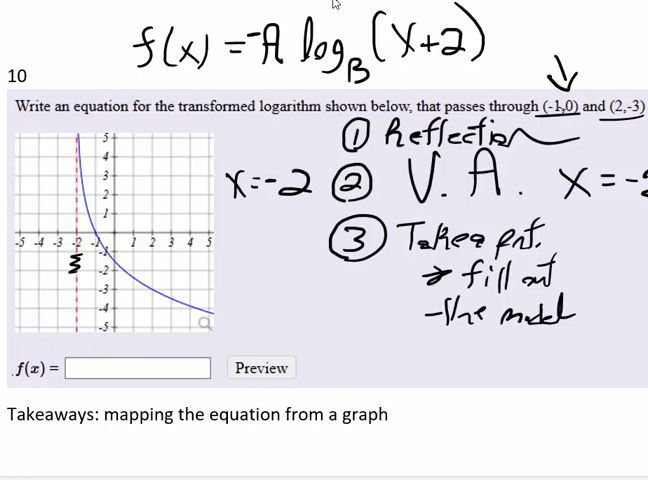 f(x) = -A log_B (x+2)
10
Write an equation for the transformed logarithm shown below, that passes through (-1,0) and (2,-3)
① Reflection
x=-2 ② V. A. x=-2
③ Take a pnt.
→ fill out
the model
5
4
3
2
1
-5 -4 -3 -2 -1 1 2 3 4 5
-1
-2
-3
-4
-5
f(x) =
Preview
Takeaways: mapping the equation from a graph